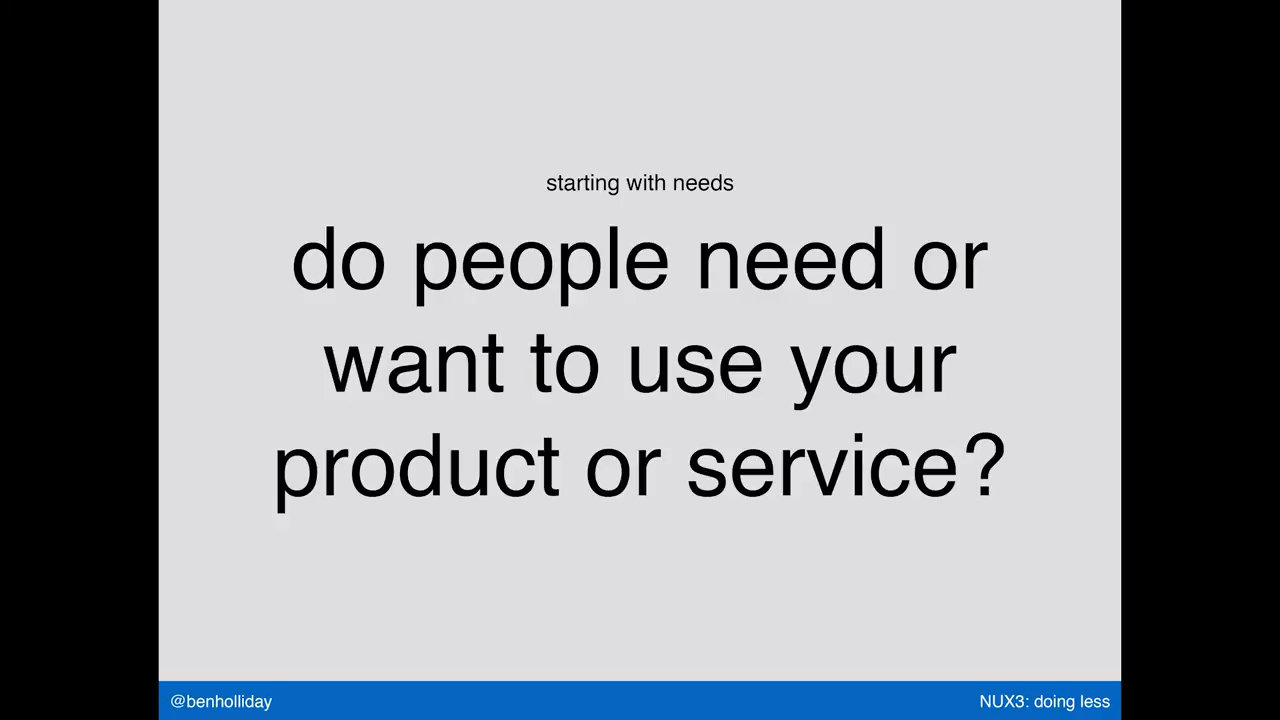 starting with needs
do people need or
want to use your
product or service?
@benholliday
NUX3: doing less